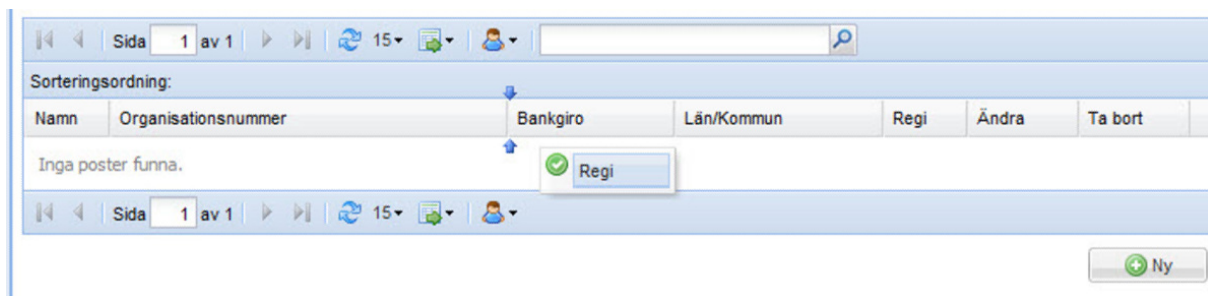 Sida 1 av 1 15
Sorteringsordning:
Namn Organisationsnummer Bankgiro Län/Kommun Regi Ändra Ta bort
Inga poster funna.
Regi
Sida 1 av 1 15
Ny